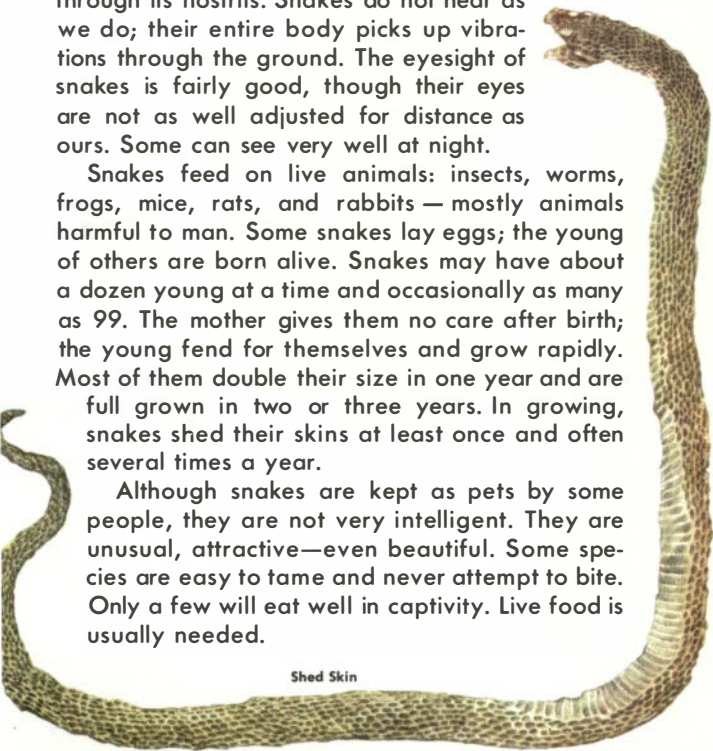 through its nostrils. Snakes do not hear as
we do; their entire body picks up vibra-
tions through the ground. The eyesight of
snakes is fairly good, though their eyes
are not as well adjusted for distance as
ours. Some can see very well at night.
Snakes feed on live animals: insects, worms,
frogs, mice, rats, and rabbits — mostly animals
harmful to man. Some snakes lay eggs; the young
of others are born alive. Snakes may have about
a dozen young at a time and occasionally as many
as 99. The mother gives them no care after birth;
the young fend for themselves and grow rapidly.
Most of them double their size in one year and are
full grown in two or three years. In growing,
snakes shed their skins at least once and often
several times a year.
Although snakes are kept as pets by some
people, they are not very intelligent. They are
unusual, attractive—even beautiful. Some spe-
cies are easy to tame and never attempt to bite.
Only a few will eat well in captivity. Live food is
usually needed.
Shed Skin